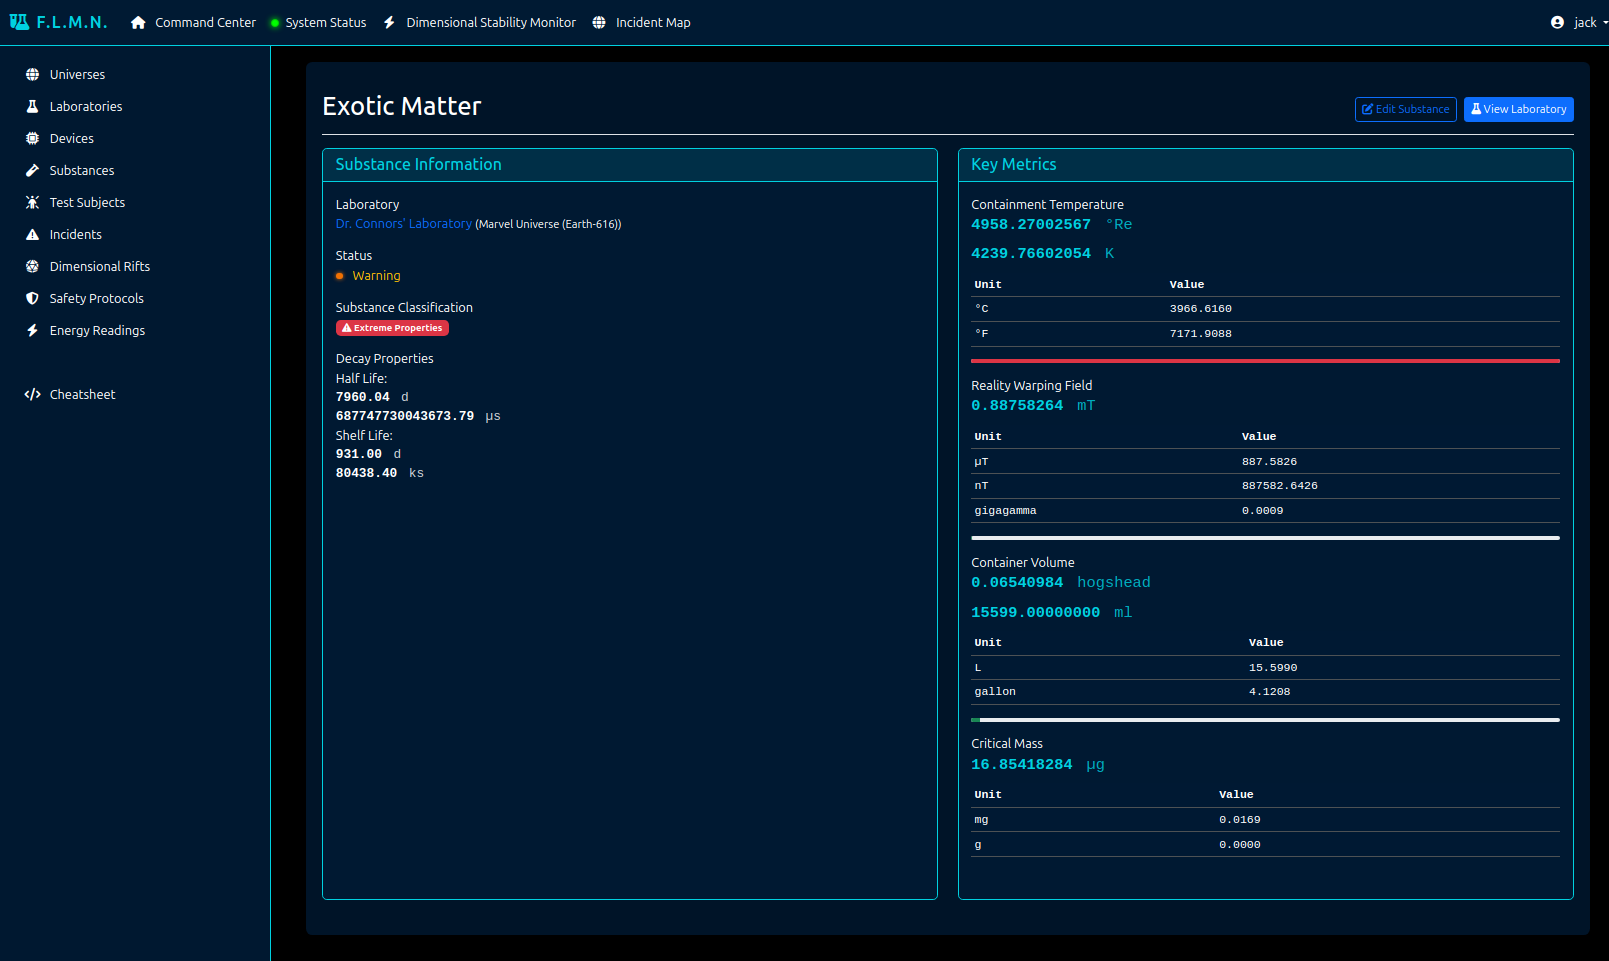 F.L.M.N. Command Center System Status Dimensional Stability Monitor Incident Map jack
Universes
Laboratories
Devices
Substances
Test Subjects
Incidents
Dimensional Rifts
Safety Protocols
Energy Readings
Cheatsheet
Exotic Matter
Edit Substance View Laboratory
Substance Information
Laboratory
Dr. Connors' Laboratory (Marvel Universe (Earth-616))
Status
Warning
Substance Classification
Extreme Properties
Decay Properties
Half Life:
7960.04 d
687747730043673.79 µs
Shelf Life:
931.00 d
80438.40 ks
Key Metrics
Containment Temperature
4958.27002567 °Re
4239.76602054 K
Unit Value
°C 3966.6160
°F 7171.9088
Reality Warping Field
0.88758264 mT
Unit Value
µT 887.5826
nT 887582.6426
gigagamma 0.0009
Container Volume
0.06540984 hogshead
15599.00000000 ml
Unit Value
L 15.5990
gallon 4.1208
Critical Mass
16.85418284 µg
Unit Value
mg 0.0169
g 0.0000